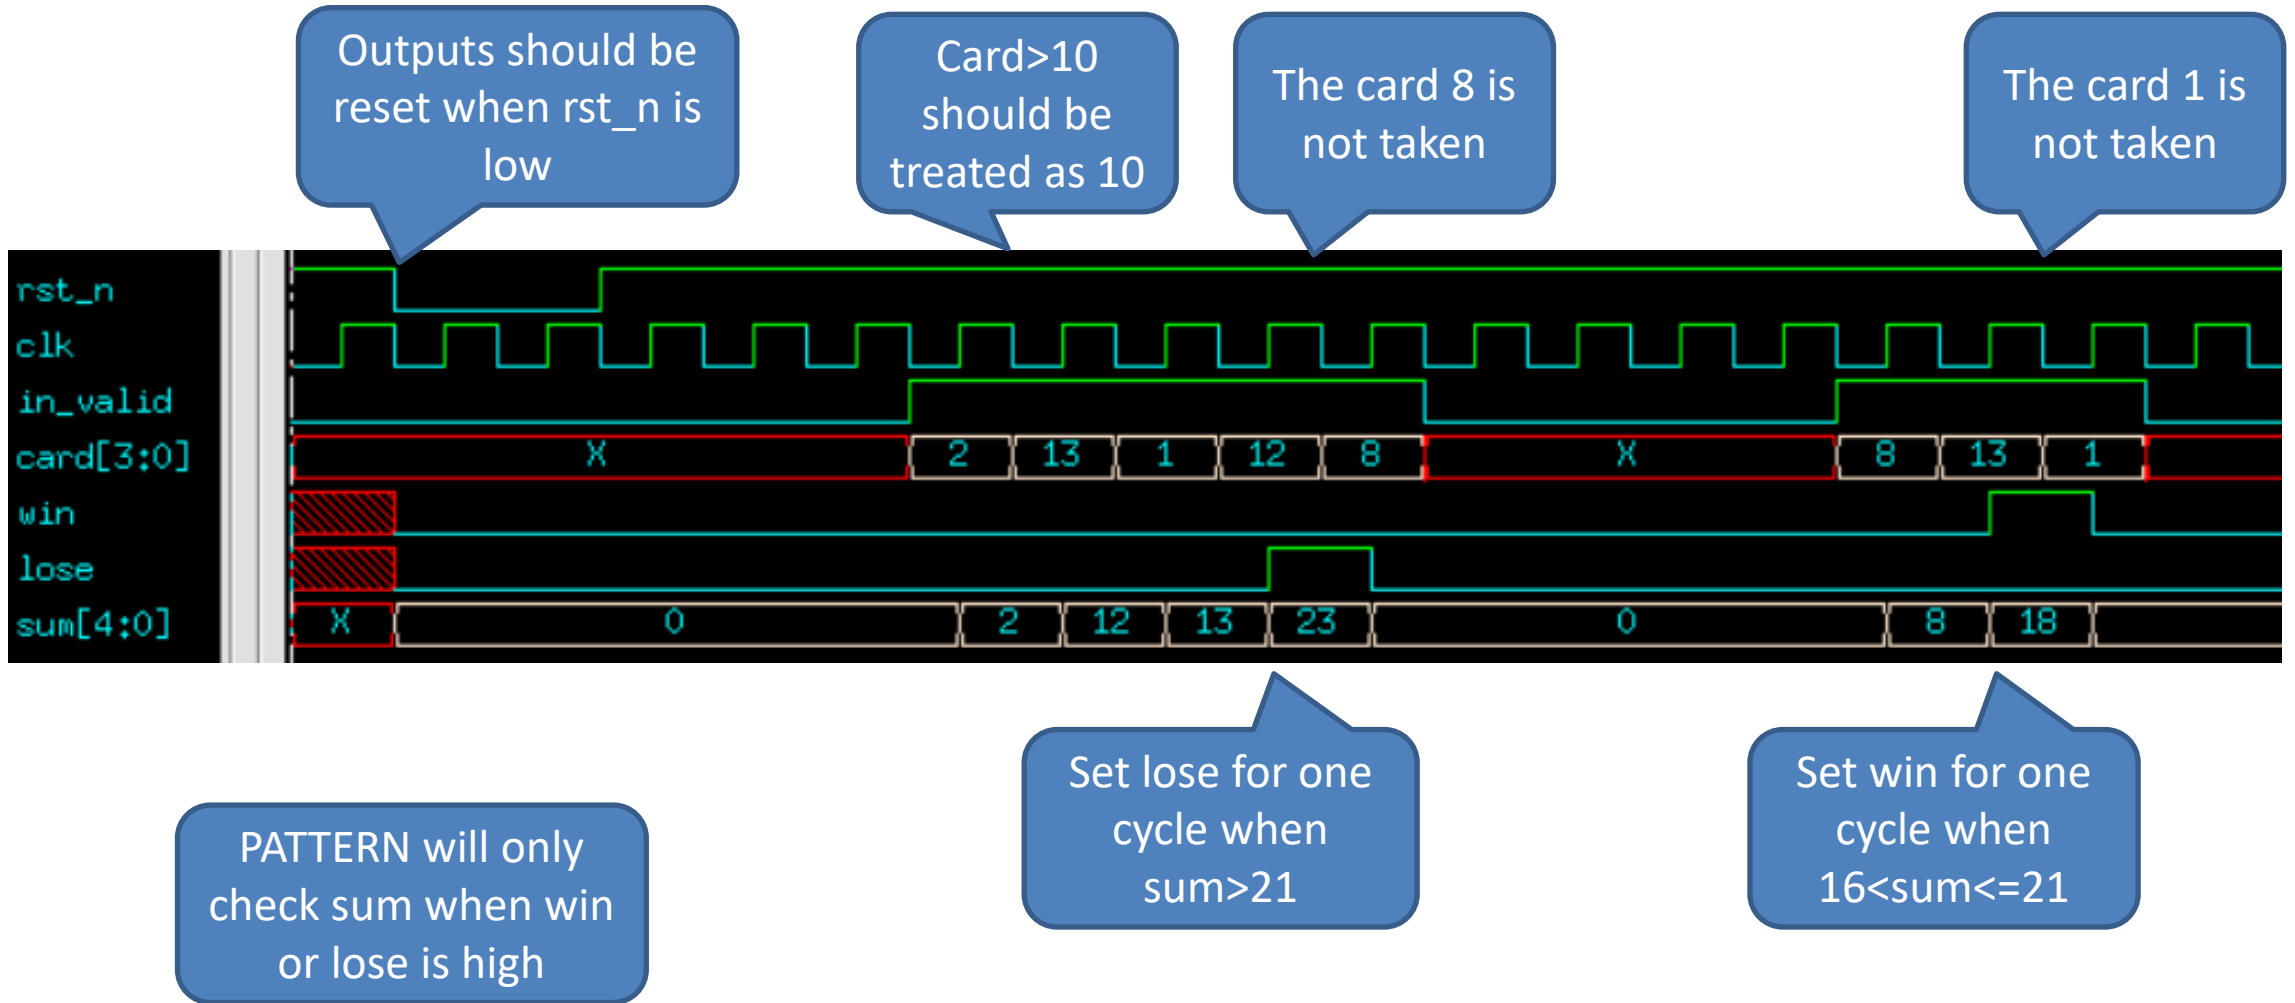 Outputs should be
reset when rst_n is
low
Card>10
should be
treated as 10
The card 8 is
not taken
The card 1 is
not taken
rst_n
clk
in_valid
card[3:0] X 2 13 1 12 8 X 8 13 1
win
lose
sum[4:0] X 0 2 12 13 23 0 8 18
Set lose for one
cycle when
sum>21
Set win for one
cycle when
16<sum<=21
PATTERN will only
check sum when win
or lose is high